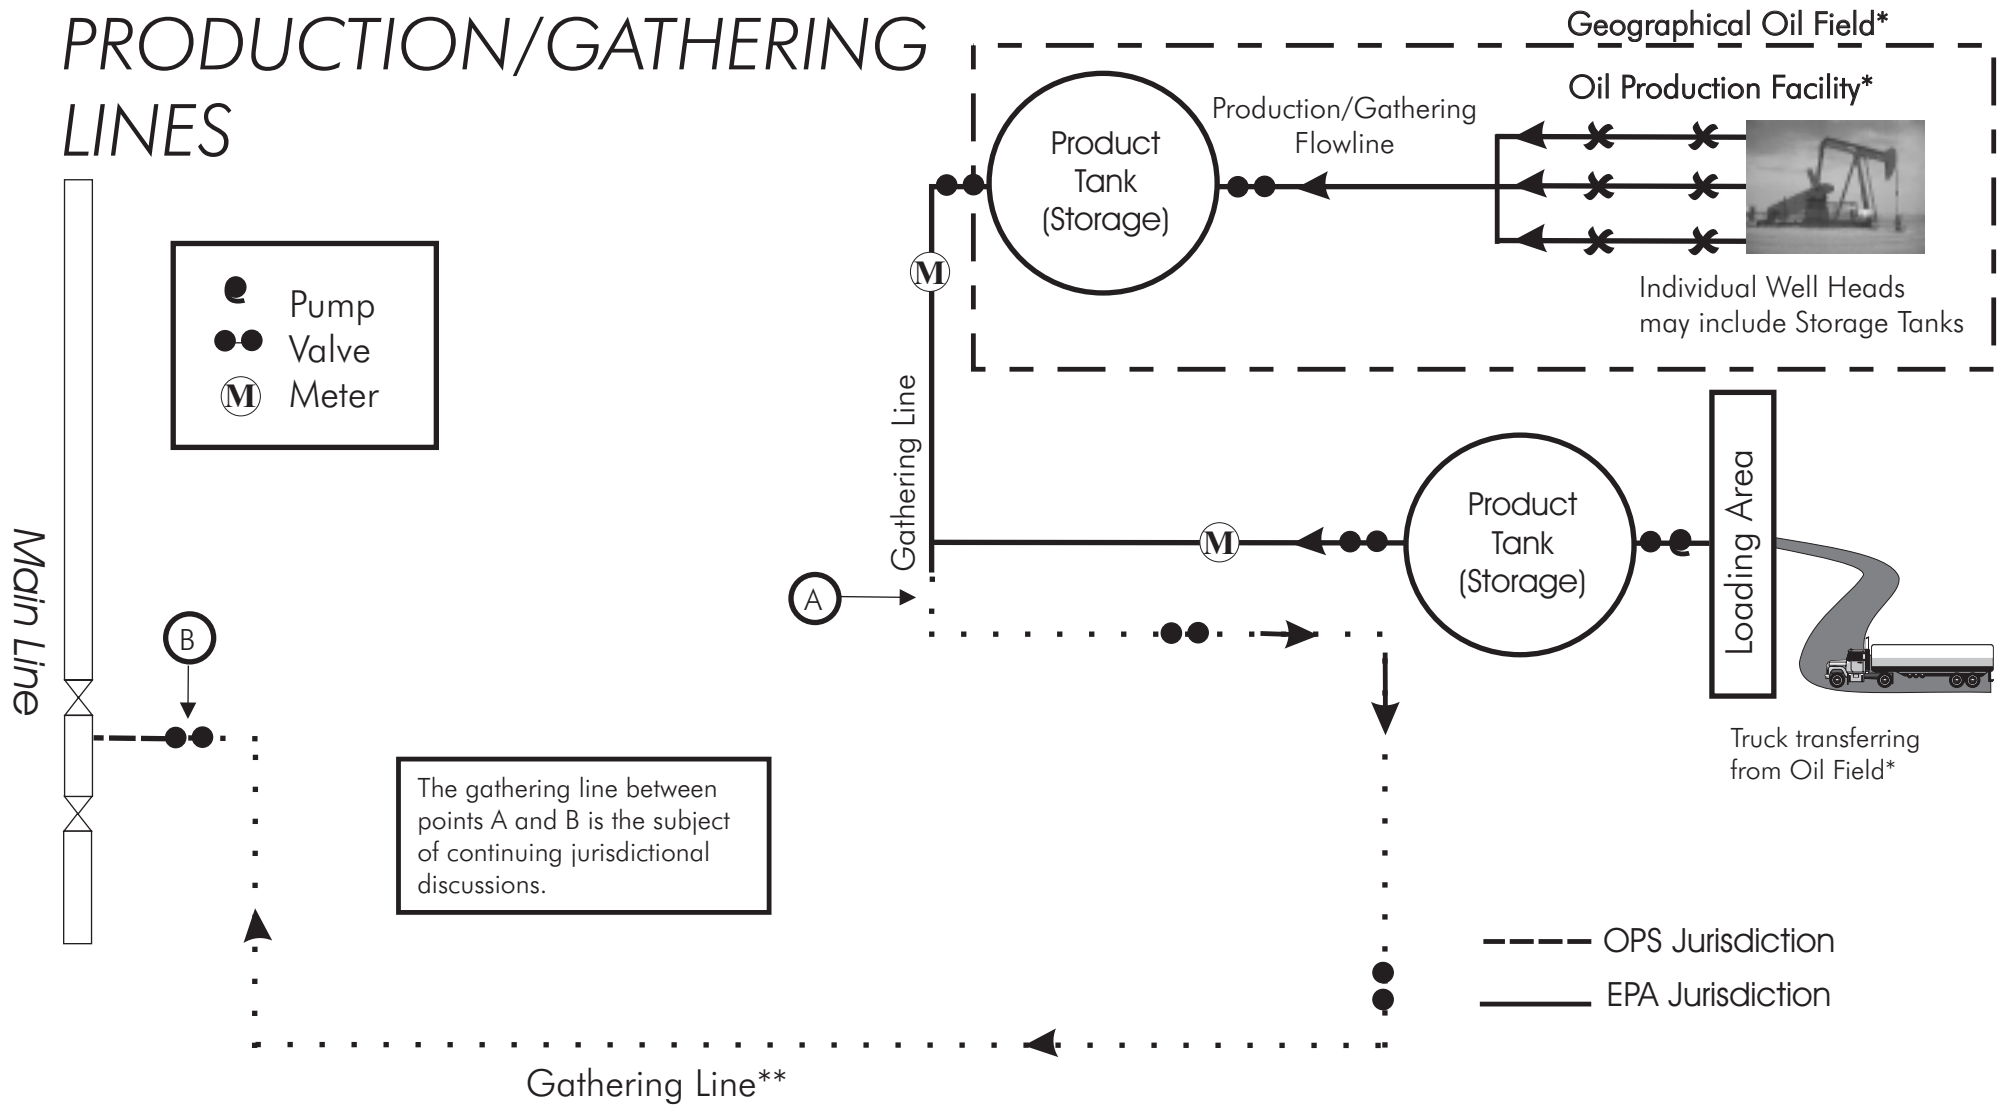 PRODUCTION/GATHERING
LINES
Geographical Oil Field*
Oil Production Facility*
Production/Gathering
Flowline
Product
Tank
(Storage)
Individual Well Heads
may include Storage Tanks
M
Pump
Valve
M Meter
Gathering Line
Main Line
M
Product
Tank
(Storage)
Loading Area
A
B
Truck transferring
from Oil Field*
The gathering line between
points A and B is the subject
of continuing jurisdictional
discussions.
OPS Jurisdiction
EPA Jurisdiction
Gathering Line**